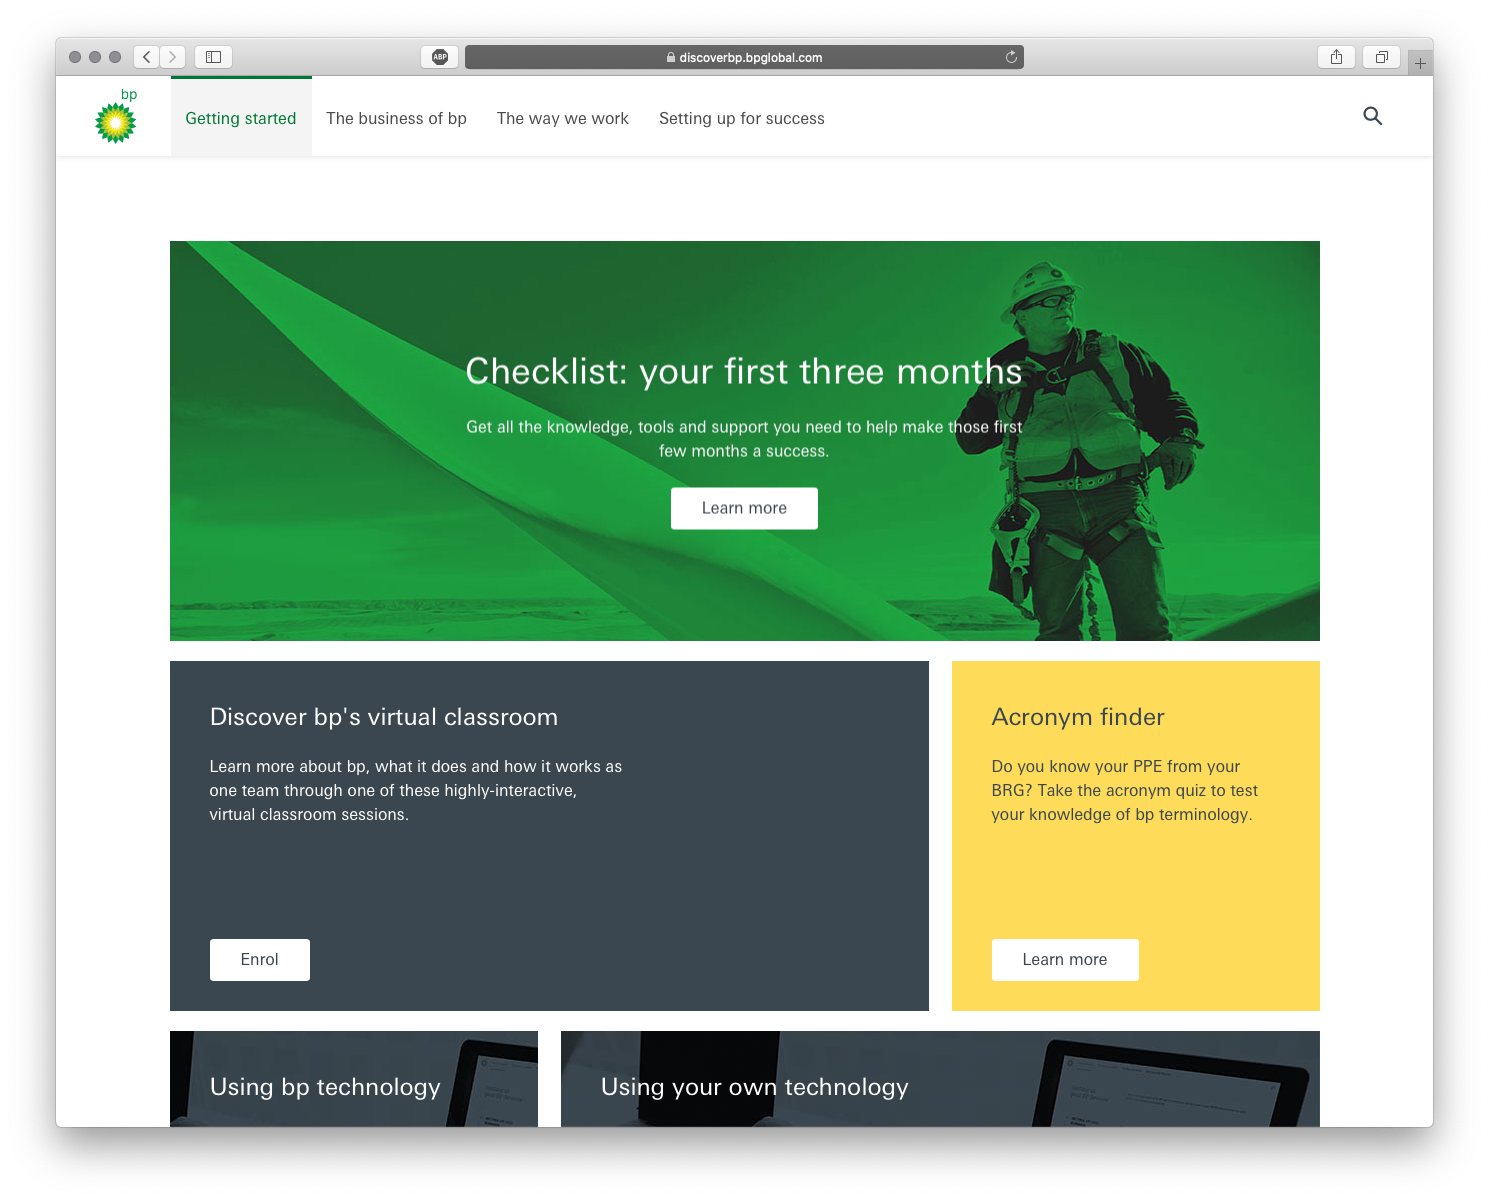 ABP
discoverbp.bpglobal.com
bp
Getting started
The business of bp
The way we work
Setting up for success
Checklist: your first three months
Get all the knowledge, tools and support you need to help make those first
few months a success.
Learn more
Discover bp's virtual classroom
Learn more about bp, what it does and how it works as
one team through one of these highly-interactive,
virtual classroom sessions.
Enrol
Acronym finder
Do you know your PPE from your
BRG? Take the acronym quiz to test
your knowledge of bp terminology.
Learn more
Using bp technology
Using your own technology